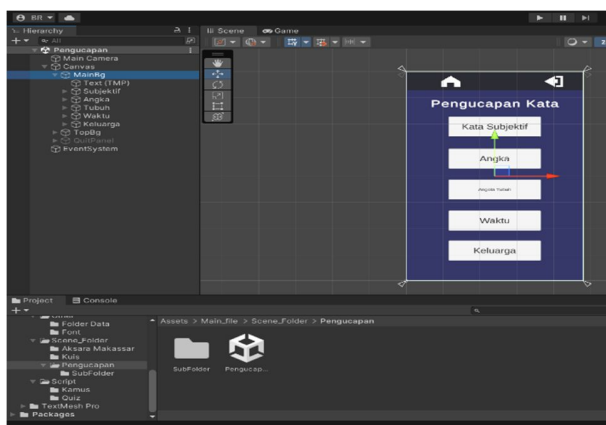 BR
Hierarchy
Scene
Game
All
Pengucapan
Main Camera
Canvas
MainBg
Text (TMP)
Subjektif
Angka
Tubuh
Waktu
Keluarga
TopBg
QuitPanel
EventSystem
Pengucapan Kata
Kata Subjektif
Angka
Anggota Tubuh
Waktu
Keluarga
Project
Console
Folder Data
Font
Scene_Folder
Aksara Makassar
Kuis
Pengucapan
SubFolder
Script
Kamus
Quiz
TextMesh Pro
Packages
Assets > Main_file > Scene_Folder > Pengucapan
SubFolder
Pengucap...